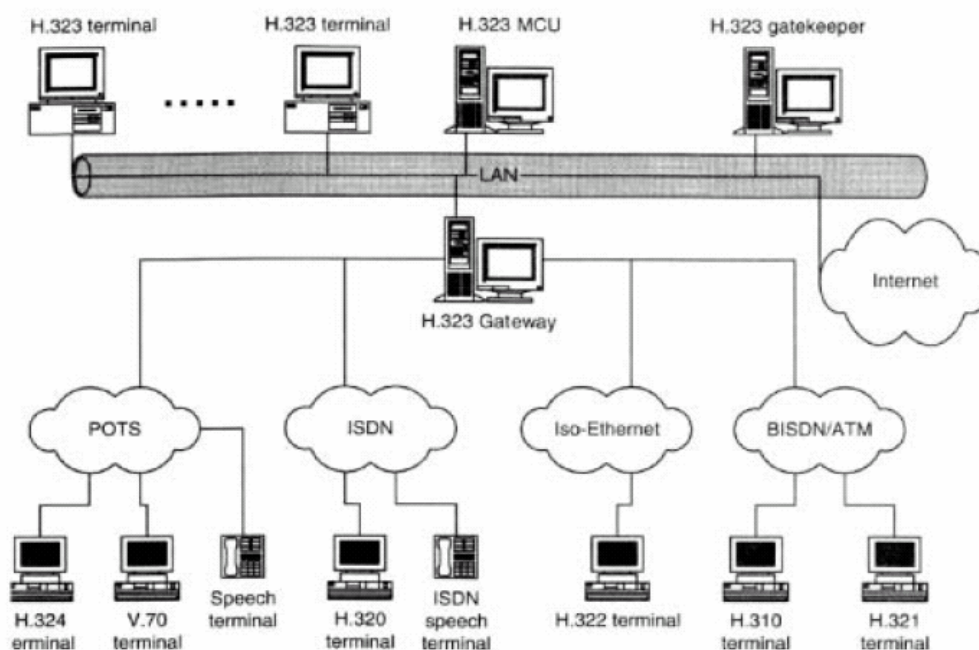 H.323 terminal
H.323 terminal
H.323 MCU
H.323 gatekeeper
LAN
Internet
H.323 Gateway
POTS
ISDN
Iso-Ethernet
BISDN/ATM
H.324
erminal
V.70
terminal
Speech
terminal
H.320
terminal
ISDN
speech
terminal
H.322 terminal
H.310
terminal
H.321
terminal